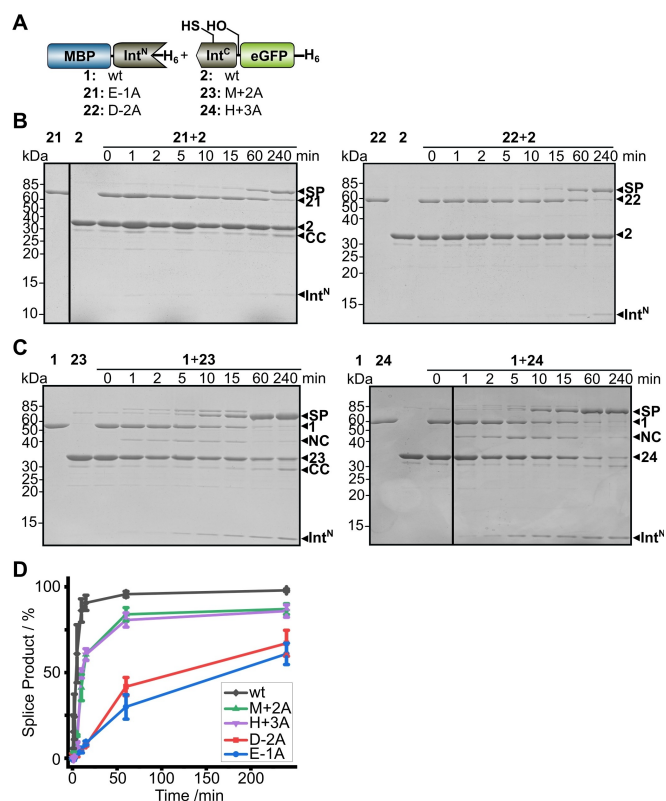 A
HS HO
MBP Int^N H6 + Int^C eGFP H6
1: wt 2: wt
21: E-1A 23: M+2A
22: D-2A 24: H+3A
B
21 2 21+2
kDa 0 1 2 5 10 15 60 240 min
85
60
50
40
30
25
15
10
SP
21
2
CC
Int^N
22 2 22+2
kDa 0 1 2 5 10 15 60 240 min
85
60
50
40
30
25
20
15
SP
22
2
Int^N
C
1 23 1+23
kDa 0 1 2 5 10 15 60 240 min
85
60
50
40
30
25
20
15
SP
1
NC
23
CC
Int^N
1 24 1+24
kDa 0 1 2 5 10 15 60 240 min
85
60
50
40
30
25
20
15
SP
1
NC
24
Int^N
D
Splice Product / %
100
50
0
wt
M+2A
H+3A
D-2A
E-1A
0 50 100 150 200
Time /min